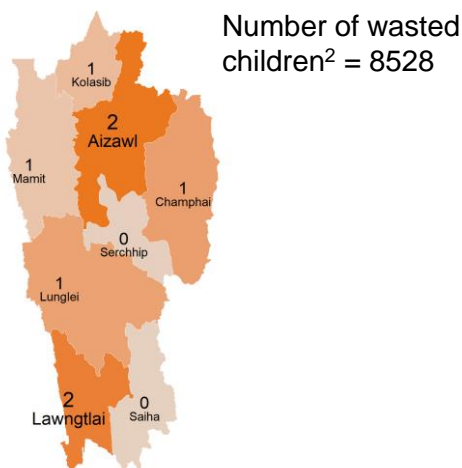 Number of wasted
children² = 8528
1
Kolasib
2
Aizawl
1
Mamit
1
Champhai
0
Serchhip
1
Lunglei
2
Lawngtlai
0
Saiha